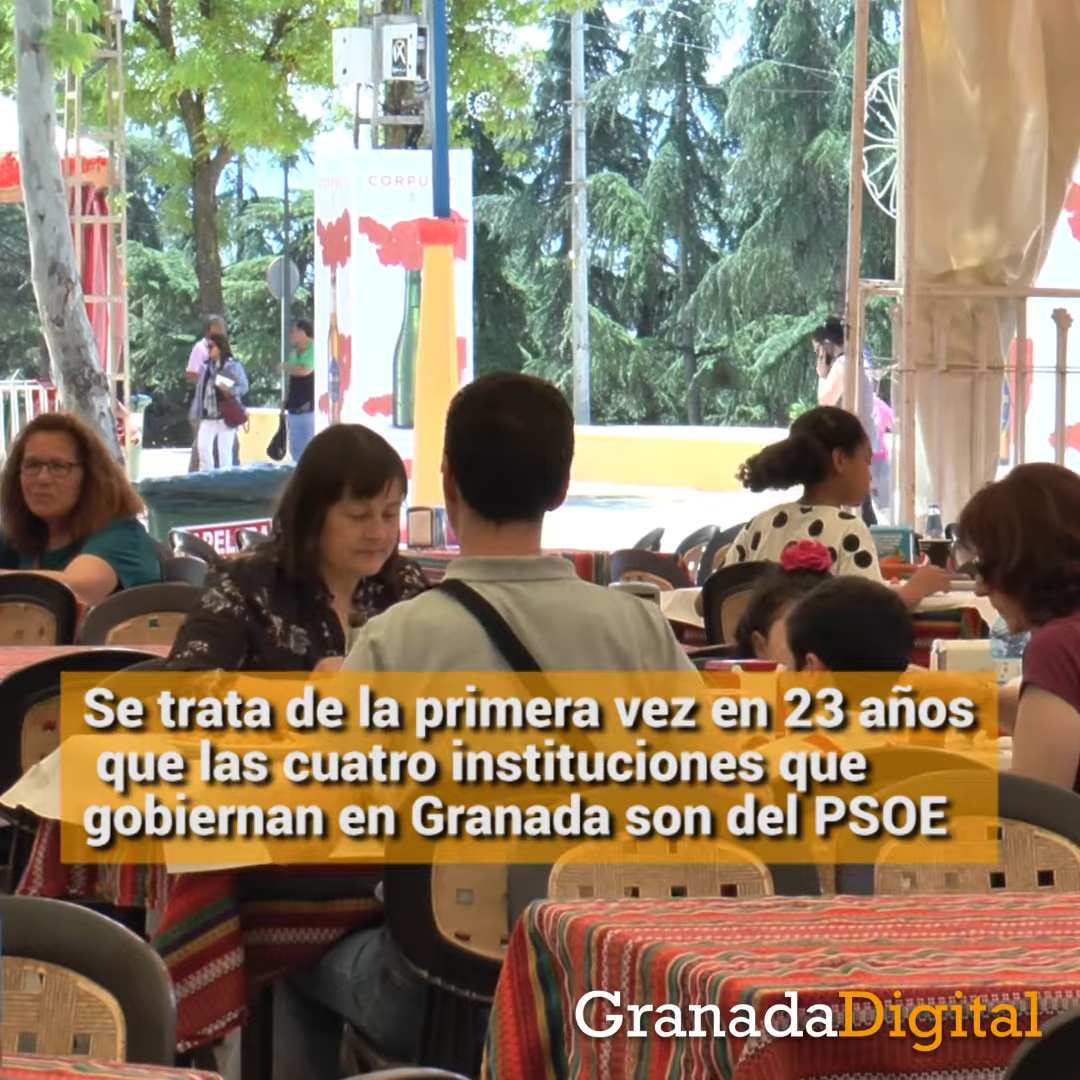 CORPU
Se trata de la primera vez en 23 años
que las cuatro instituciones que
gobiernan en Granada son del PSOE
GranadaDigital